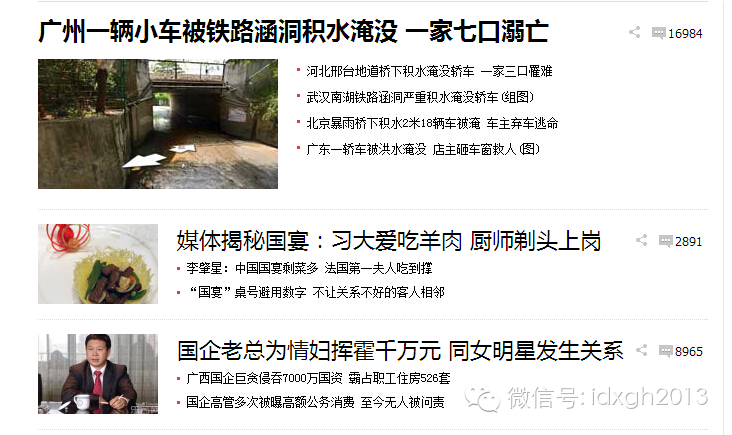 广州一辆小车被铁路涵洞积水淹没 一家七口溺亡
16984
河北邢台地道桥下积水淹没轿车 一家三口罹难
武汉南湖铁路涵洞严重积水淹没轿车(组图)
北京暴雨桥下积水2米18辆车被淹 车主弃车逃命
广东一轿车被洪水淹没 店主砸车窗救人(图)
媒体揭秘国宴：习大爱吃羊肉 厨师剃头上岗
2891
李肇星：中国国宴剩菜多 法国第一夫人吃到撑
“国宴”桌号避用数字 不让关系不好的客人相邻
国企老总为情妇挥霍千万元 同女明星发生关系
8965
广西国企巨贪侵吞7000万国资 霸占职工住房526套
国企高管多次被曝高额公务消费 至今无人被问责
微信号: idxgh2013